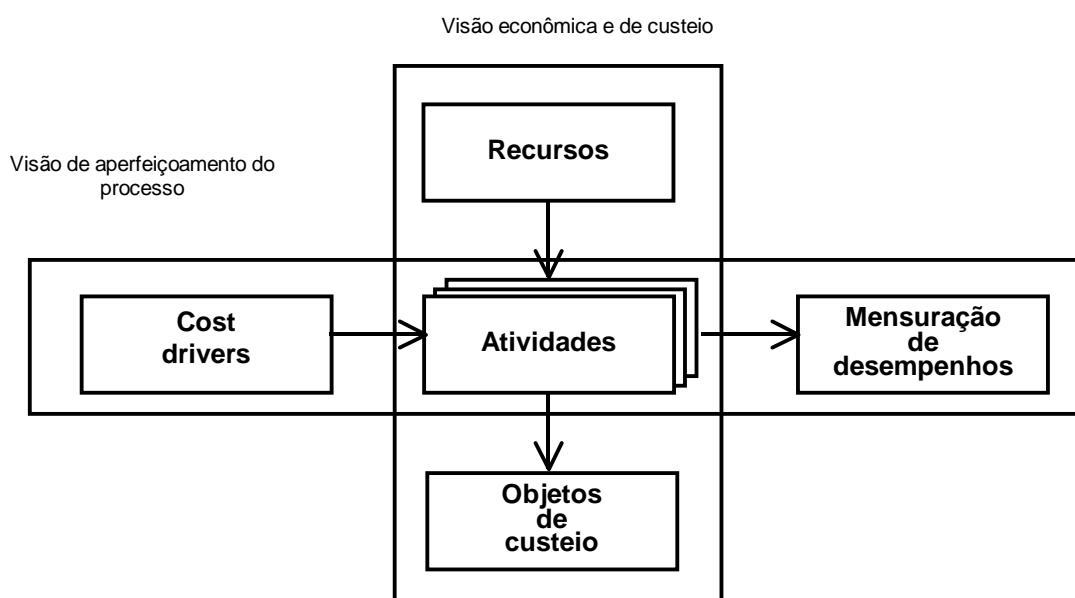 Visão econômica e de custeio
Recursos
Visão de aperfeiçoamento do
processo
Cost
drivers
Atividades
Mensuração
de
desempenhos
Objetos
de
custeio